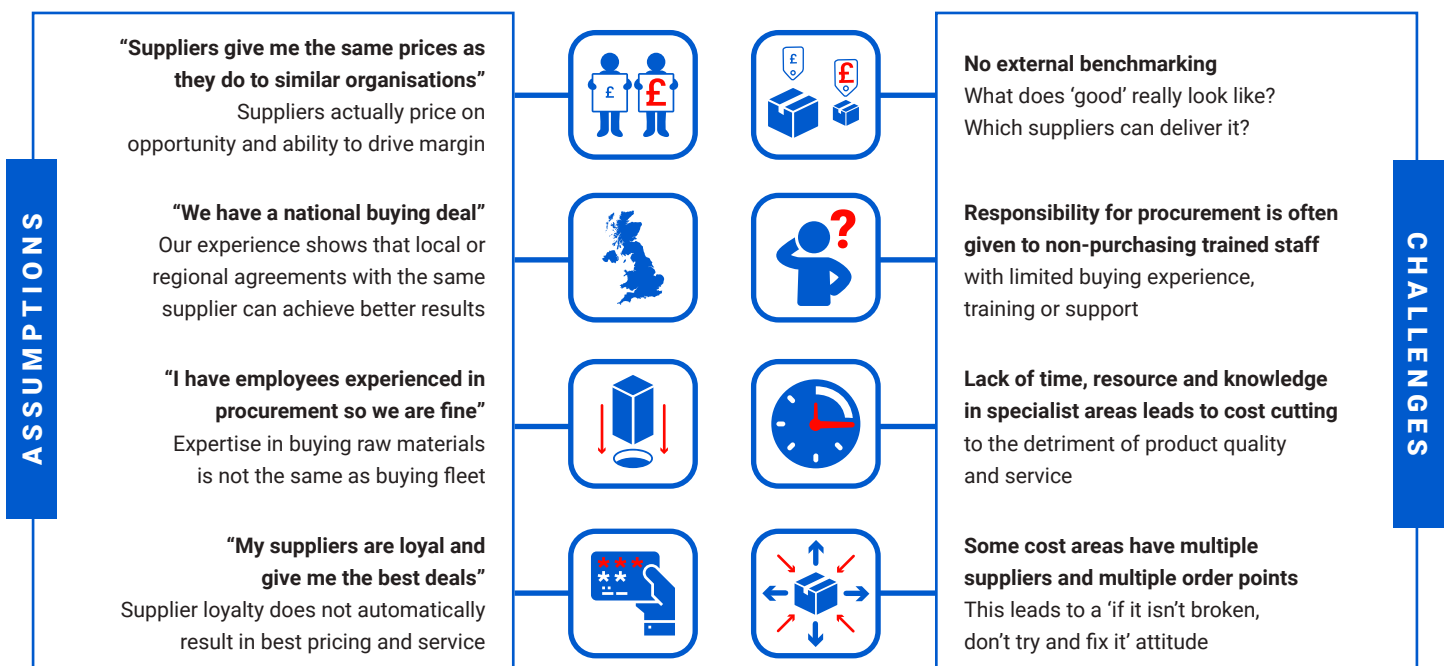 ASSUMPTIONS
“Suppliers give me the same prices as
they do to similar organisations”
Suppliers actually price on
opportunity and ability to drive margin
“We have a national buying deal”
Our experience shows that local or
regional agreements with the same
supplier can achieve better results
“I have employees experienced in
procurement so we are fine”
Expertise in buying raw materials
is not the same as buying fleet
“My suppliers are loyal and
give me the best deals”
Supplier loyalty does not automatically
result in best pricing and service
£
£
£
£
?
***
**
CHALLENGES
No external benchmarking
What does ‘good’ really look like?
Which suppliers can deliver it?
Responsibility for procurement is often
given to non-purchasing trained staff
with limited buying experience,
training or support
Lack of time, resource and knowledge
in specialist areas leads to cost cutting
to the detriment of product quality
and service
Some cost areas have multiple
suppliers and multiple order points
This leads to a ‘if it isn’t broken,
don’t try and fix it’ attitude